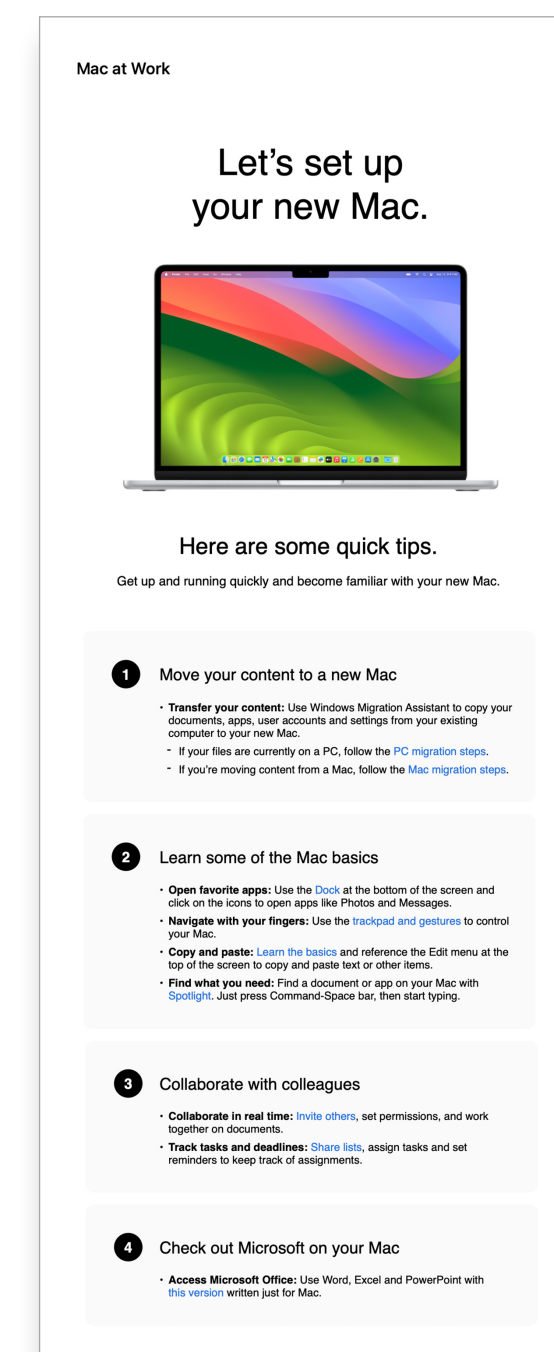 Mac at Work
Let’s set up
your new Mac.
Here are some quick tips.
Get up and running quickly and become familiar with your new Mac.
1 Move your content to a new Mac
• Transfer your content: Use Windows Migration Assistant to copy your
documents, apps, user accounts and settings from your existing
computer to your new Mac.
- If your files are currently on a PC, follow the PC migration steps.
- If you’re moving content from a Mac, follow the Mac migration steps.
2 Learn some of the Mac basics
• Open favorite apps: Use the Dock at the bottom of the screen and
click on the icons to open apps like Photos and Messages.
• Navigate with your fingers: Use the trackpad and gestures to control
your Mac.
• Copy and paste: Learn the basics and reference the Edit menu at the
top of the screen to copy and paste text or other items.
• Find what you need: Find a document or app on your Mac with
Spotlight. Just press Command-Space bar, then start typing.
3 Collaborate with colleagues
• Collaborate in real time: Invite others, set permissions, and work
together on documents.
• Track tasks and deadlines: Share lists, assign tasks and set
reminders to keep track of assignments.
4 Check out Microsoft on your Mac
• Access Microsoft Office: Use Word, Excel and PowerPoint with
this version written just for Mac.